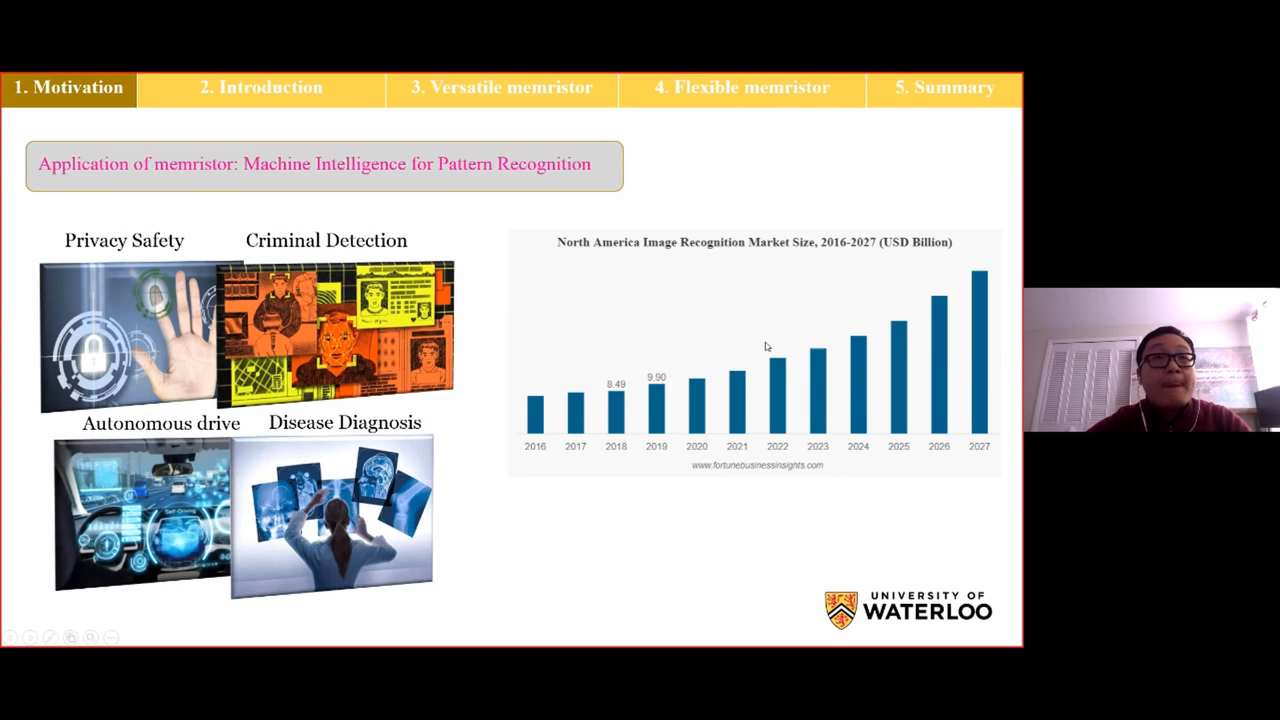 1. Motivation
2. Introduction
3. Versatile memristor
4. Flexible memristor
5. Summary
Application of memristor: Machine Intelligence for Pattern Recognition
Privacy Safety
Criminal Detection
Autonomous drive
Disease Diagnosis
Self-Driving
North America Image Recognition Market Size, 2016-2027 (USD Billion)
8.49
9.90
2016 2017 2018 2019 2020 2021 2022 2023 2024 2025 2026 2027
www.fortunebusinessinsights.com
UNIVERSITY OF
WATERLOO